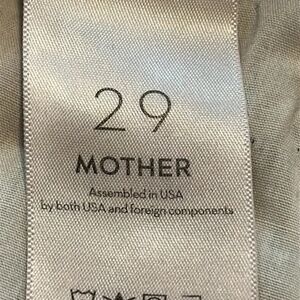 29
MOTHER
Assembled in USA
by both USA and foreign components